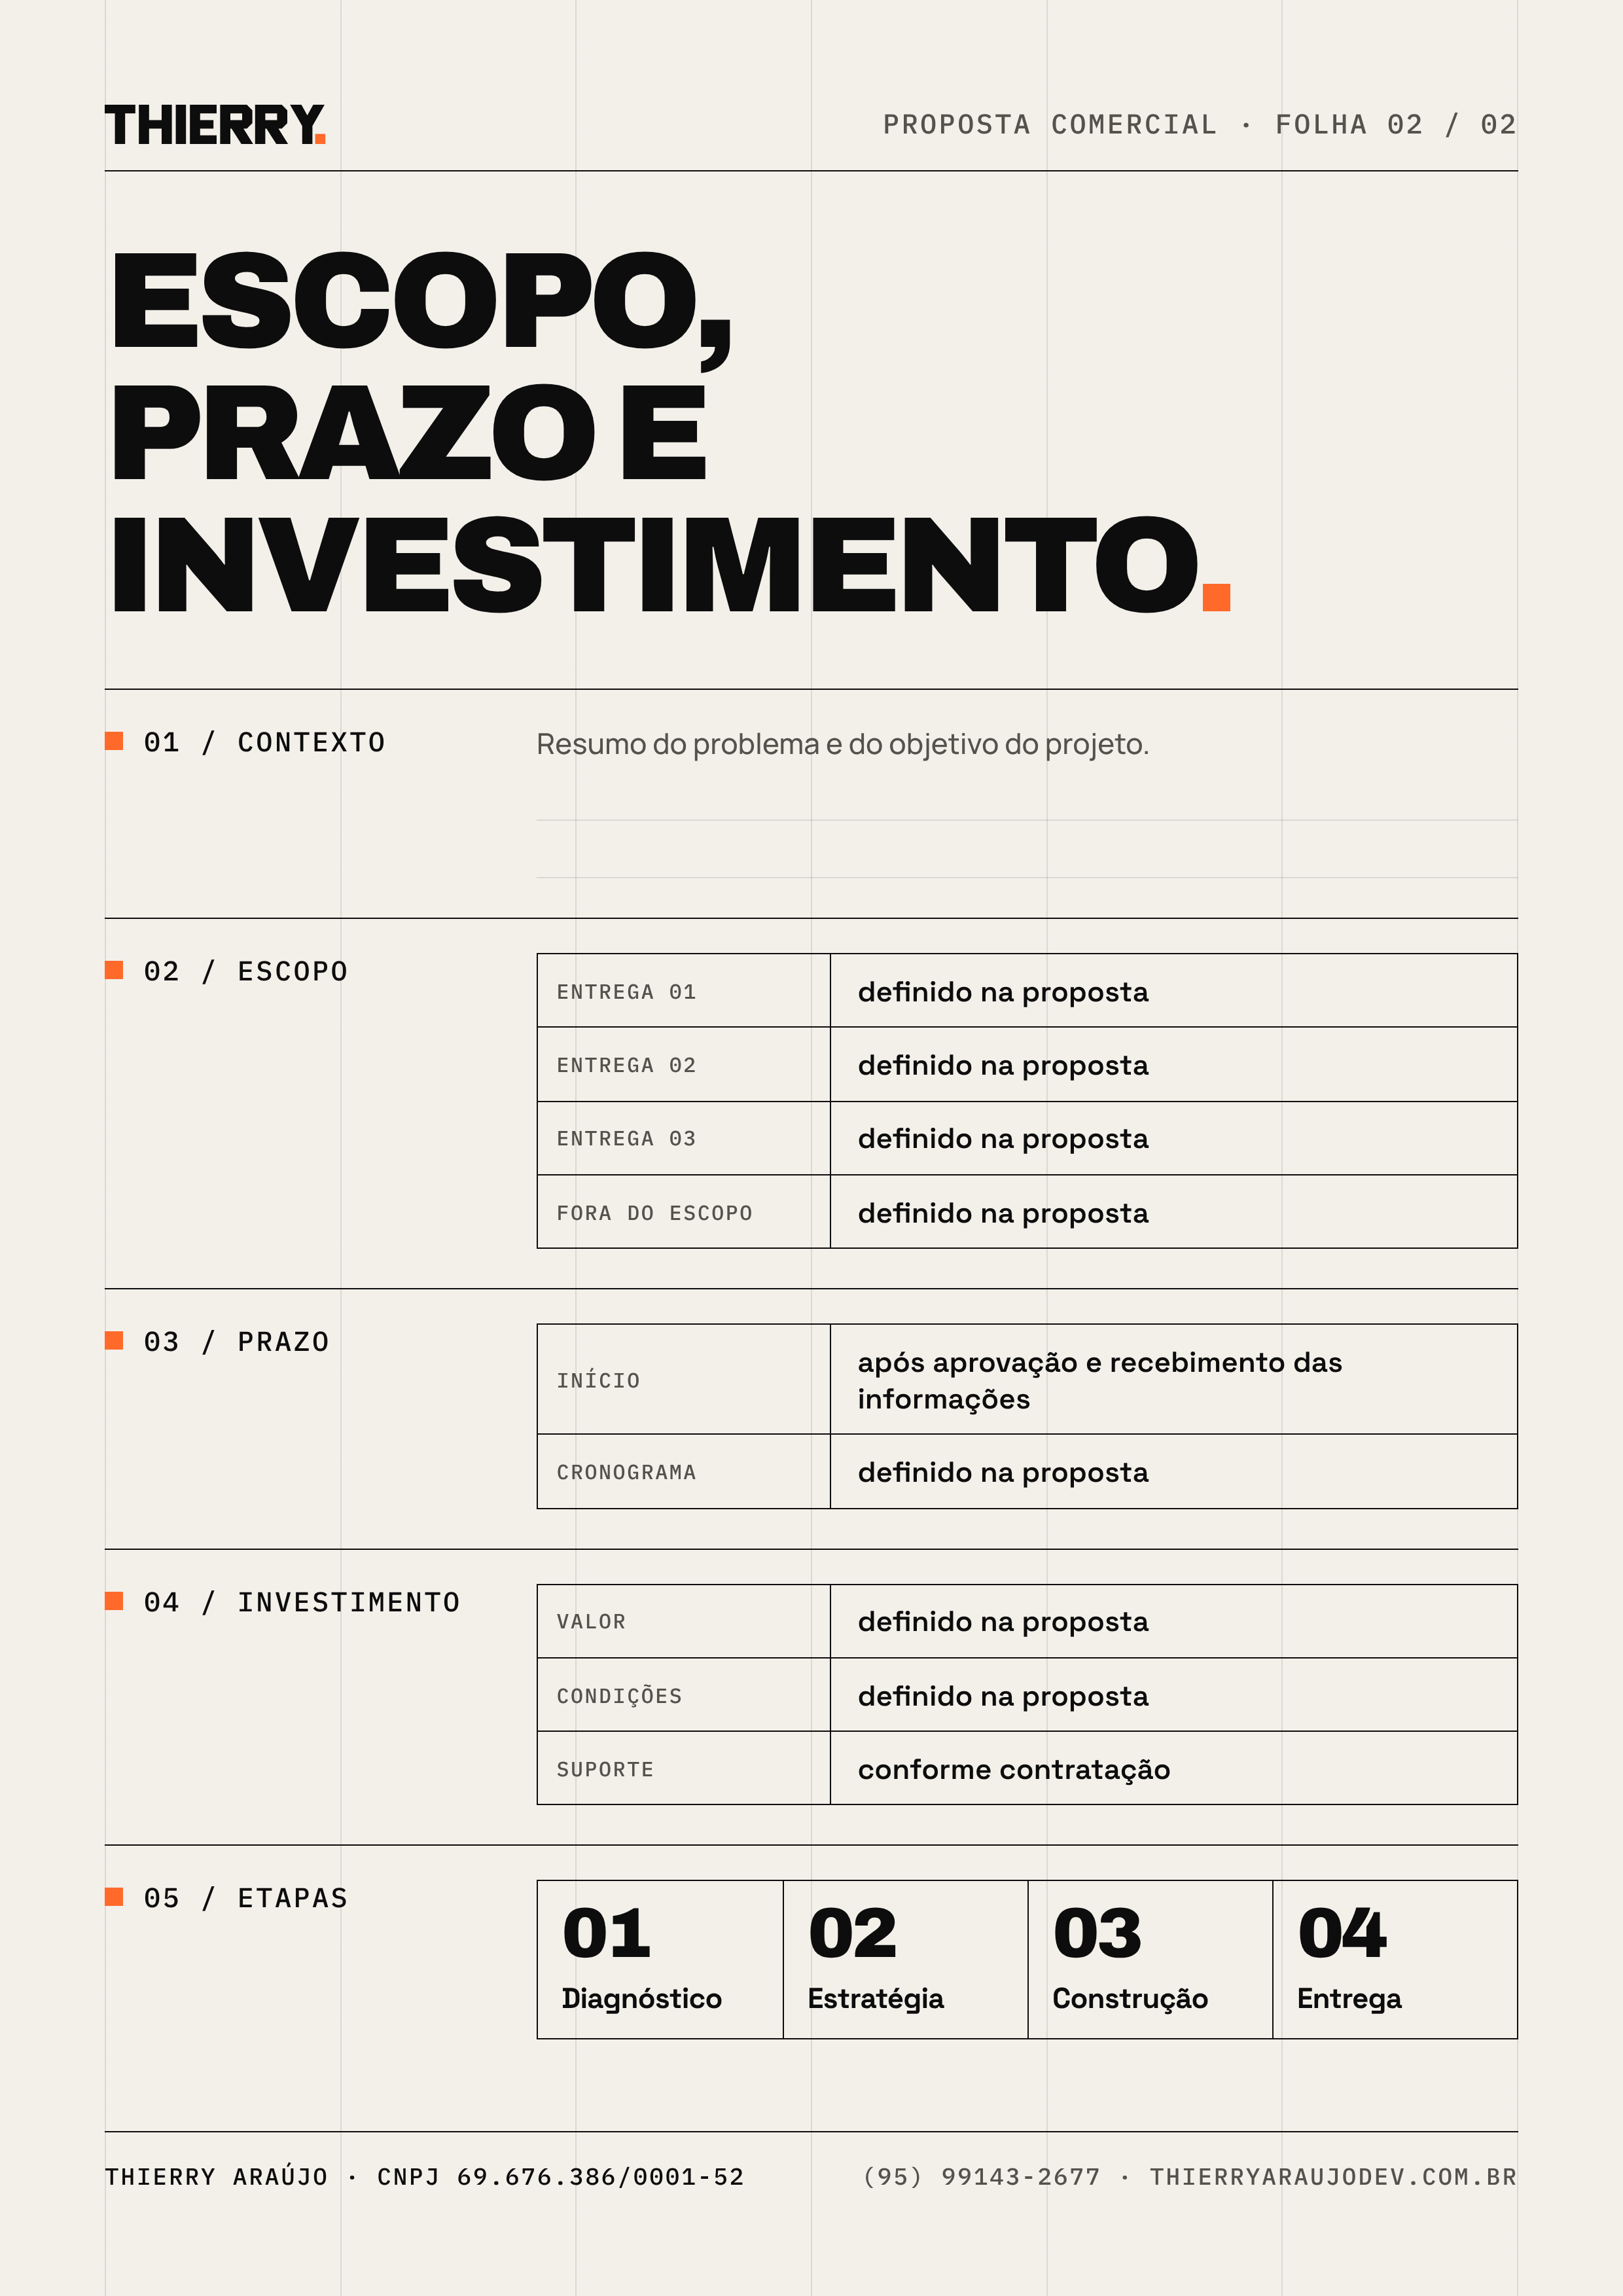 THIERRY.
PROPOSTA COMERCIAL · FOLHA 02 / 02
ESCOPO,
PRAZO E
INVESTIMENTO.
01 / CONTEXTO
Resumo do problema e do objetivo do projeto.
02 / ESCOPO
ENTREGA 01 definido na proposta
ENTREGA 02 definido na proposta
ENTREGA 03 definido na proposta
FORA DO ESCOPO definido na proposta
03 / PRAZO
INÍCIO após aprovação e recebimento das
informações
CRONOGRAMA definido na proposta
04 / INVESTIMENTO
VALOR definido na proposta
CONDIÇÕES definido na proposta
SUPORTE conforme contratação
05 / ETAPAS
01 02 03 04
Diagnóstico Estratégia Construção Entrega
THIERRY ARAÚJO · CNPJ 69.676.386/0001-52
(95) 99143-2677 · THIERRYARAUJODEV.COM.BR